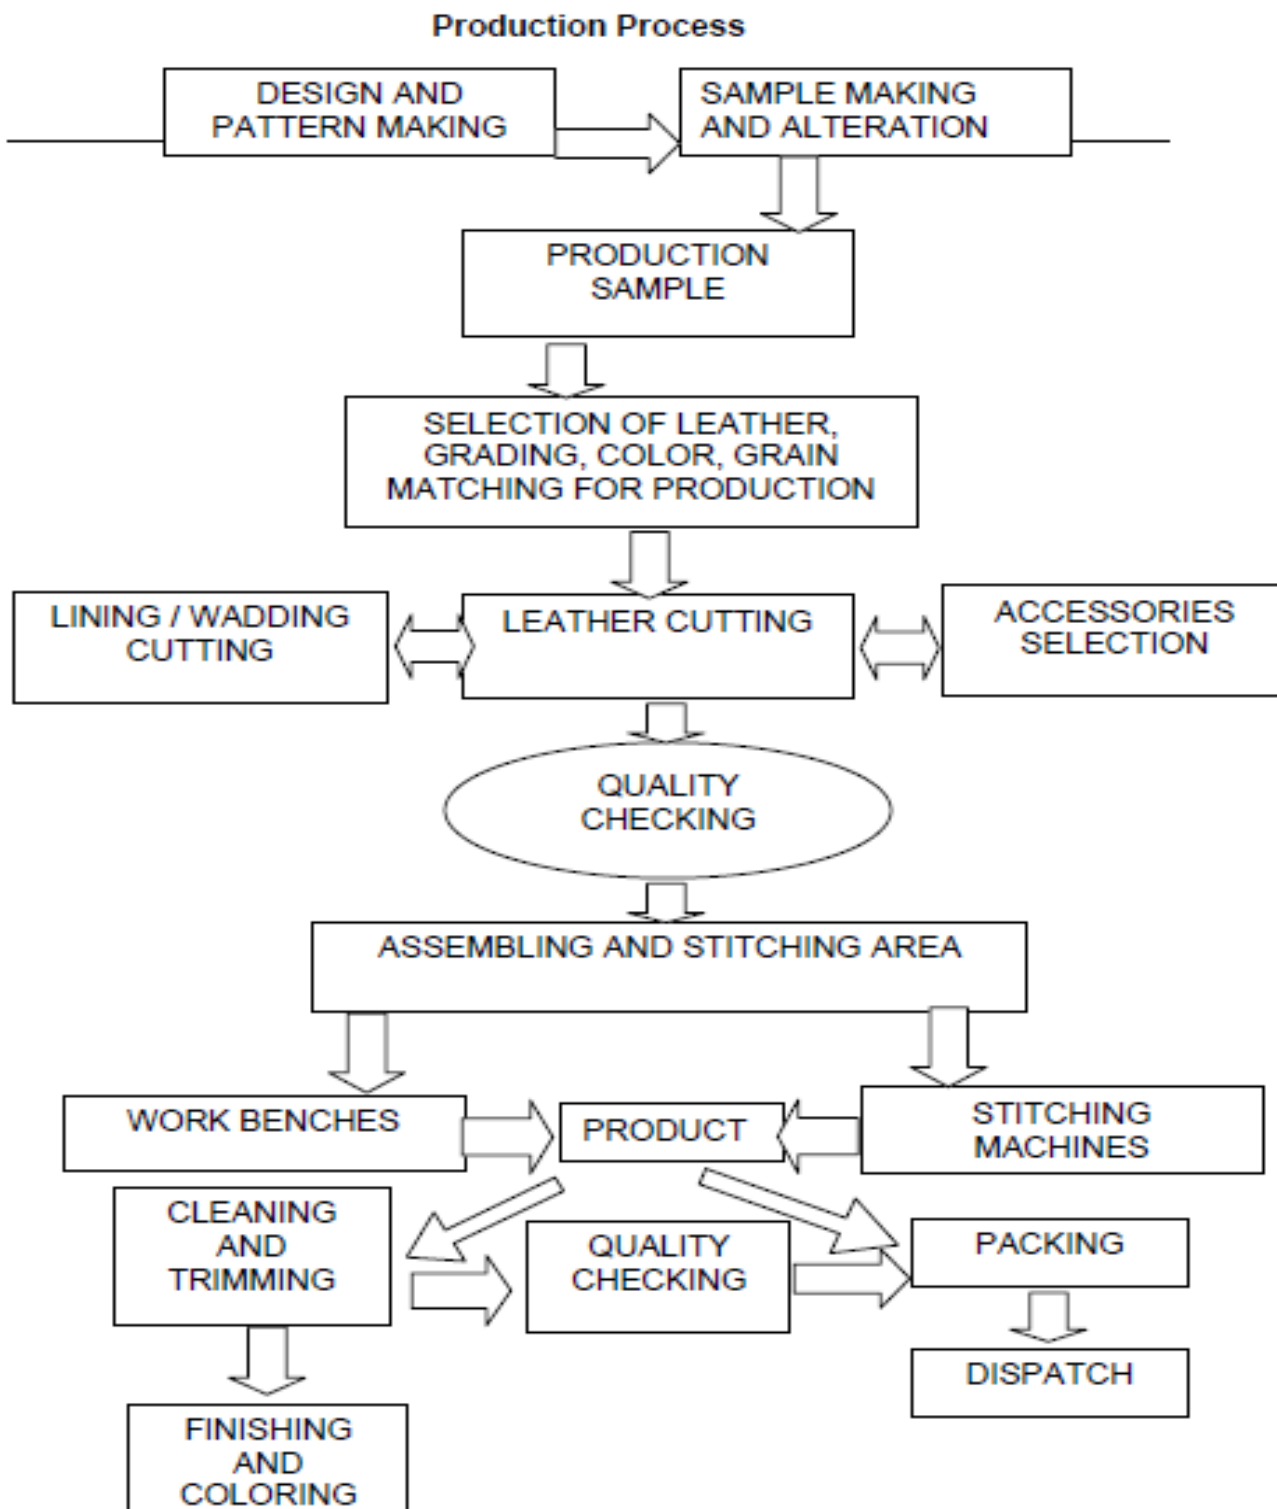 Production Process
DESIGN AND
PATTERN MAKING
SAMPLE MAKING
AND ALTERATION
PRODUCTION
SAMPLE
SELECTION OF LEATHER,
GRADING, COLOR, GRAIN
MATCHING FOR PRODUCTION
LINING / WADDING
CUTTING
LEATHER CUTTING
ACCESSORIES
SELECTION
QUALITY
CHECKING
ASSEMBLING AND STITCHING AREA
WORK BENCHES
PRODUCT
STITCHING
MACHINES
CLEANING
AND
TRIMMING
QUALITY
CHECKING
PACKING
DISPATCH
FINISHING
AND
COLORING